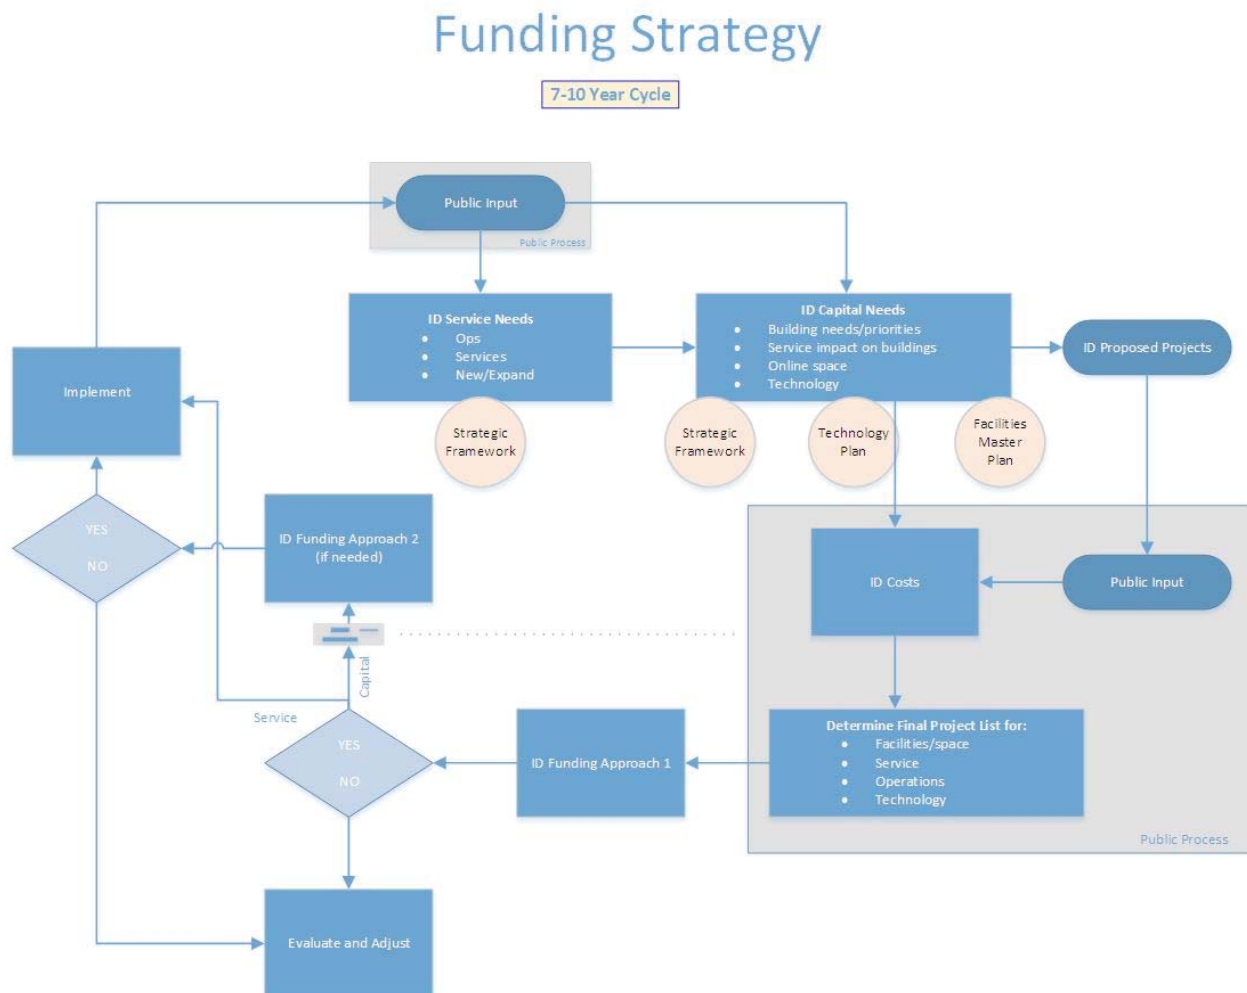 Funding Strategy
7-10 Year Cycle
Public Input
Public Process
ID Service Needs
• Ops
• Services
• New/Expand
ID Capital Needs
• Building needs/priorities
• Service impact on buildings
• Online space
• Technology
ID Proposed Projects
Implement
Strategic
Framework
Strategic
Framework
Technology
Plan
Facilities
Master
Plan
YES
NO
ID Funding Approach 2
(if needed)
ID Costs
Public Input
Capital
Service
YES
NO
ID Funding Approach 1
Determine Final Project List for:
• Facilities/space
• Service
• Operations
• Technology
Public Process
Evaluate and Adjust